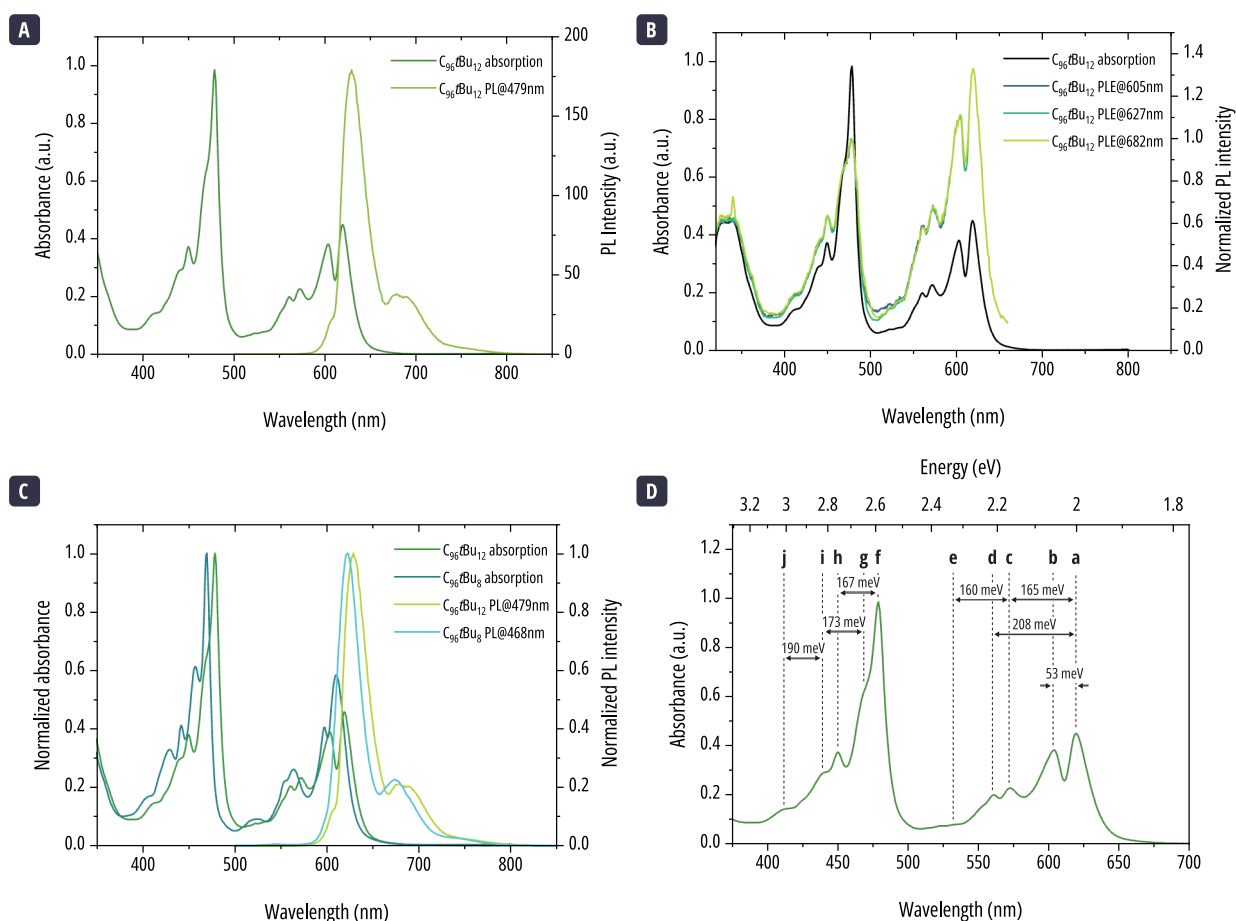 A
200
1.0
C96tBu12 absorption
C96tBu12 PL@479nm
150
0.8
0.6
100
0.4
50
0.2
0.0
0
Absorbance (a.u.)
PL Intensity (a.u.)
400 500 600 700 800
Wavelength (nm)
B
1.4
1.0
C96tBu12 absorption
C96tBu12 PLE@605nm
C96tBu12 PLE@627nm
C96tBu12 PLE@682nm
1.2
0.8
1.0
0.6
0.8
0.6
0.4
0.4
0.2
0.2
0.0
0.0
Absorbance (a.u.)
Normalized PL intensity
400 500 600 700 800
Wavelength (nm)
C
1.0 1.0
C96tBu12 absorption
C96tBu8 absorption
C96tBu12 PL@479nm
C96tBu8 PL@468nm
0.8 0.8
0.6 0.6
0.4 0.4
0.2 0.2
0.0 0.0
Normalized absorbance
Normalized PL intensity
400 500 600 700 800
Wavelength (nm)
Energy (eV)
D
3.2 3 2.8 2.6 2.4 2.2 2 1.8
1.2
j i h g f e d c b a
167 meV 160 meV 165 meV
1.0
173 meV 208 meV
190 meV
53 meV
0.8
0.6
0.4
0.2
0.0
Absorbance (a.u.)
400 450 500 550 600 650 700
Wavelength (nm)